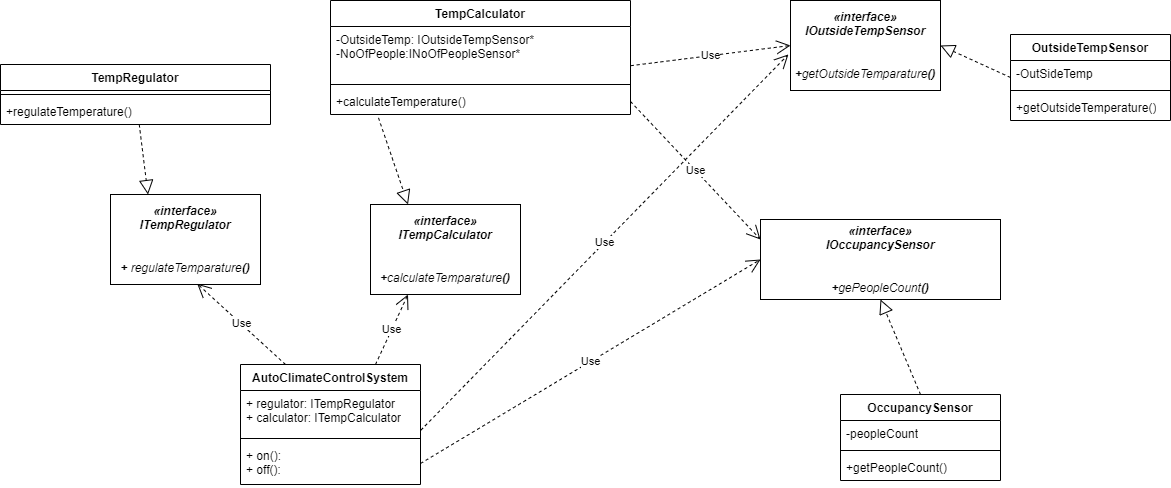 TempCalculator
-OutsideTemp: IOutsideTempSensor*
-NoOfPeople:INoOfPeopleSensor*
+calculateTemperature()
«interface»
IOutsideTempSensor
+getOutsideTemparature()
OutsideTempSensor
-OutSideTemp
+getOutsideTemperature()
TempRegulator
+regulateTemperature()
Use
Use
«interface»
ITempRegulator
+ regulateTemparature()
«interface»
ITempCalculator
+calculateTemparature()
«interface»
IOccupancySensor
+gePeopleCount()
Use
Use
Use
Use
AutoClimateControlSystem
+ regulator: ITempRegulator
+ calculator: ITempCalculator
+ on():
+ off():
OccupancySensor
-peopleCount
+getPeopleCount()